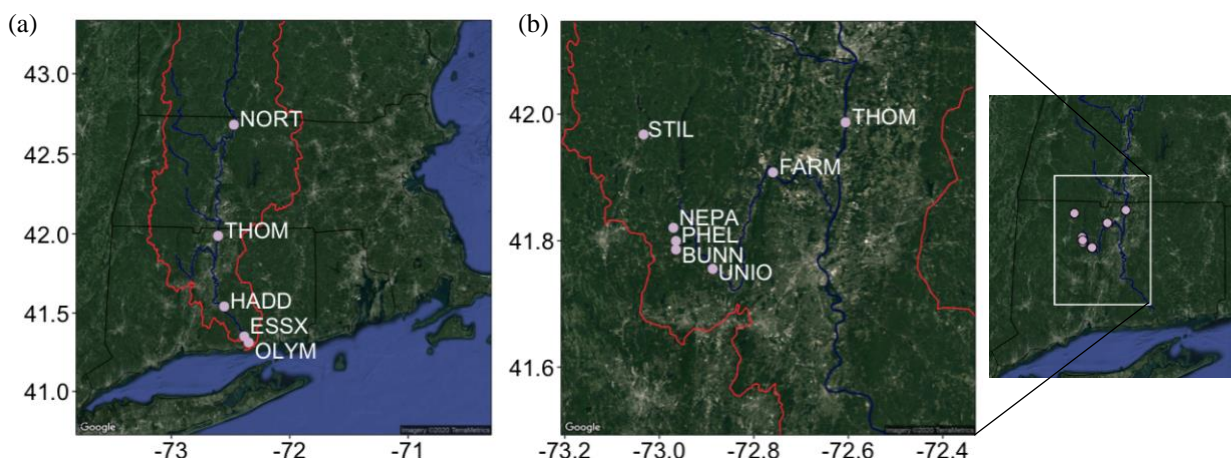 (a)
43.0
42.5
42.0
41.5
41.0
NORT
THOM
HADD
ESSX
OLYM
Google
Imagery ©2020 TerraMetrics
-73
-72
-71
(b)
42.0
41.8
41.6
STIL
THOM
FARM
NEPA
PHEL
BUNN
UNIO
Google
Imagery ©2020 TerraMetrics
-73.2
-73.0
-72.8
-72.6
-72.4